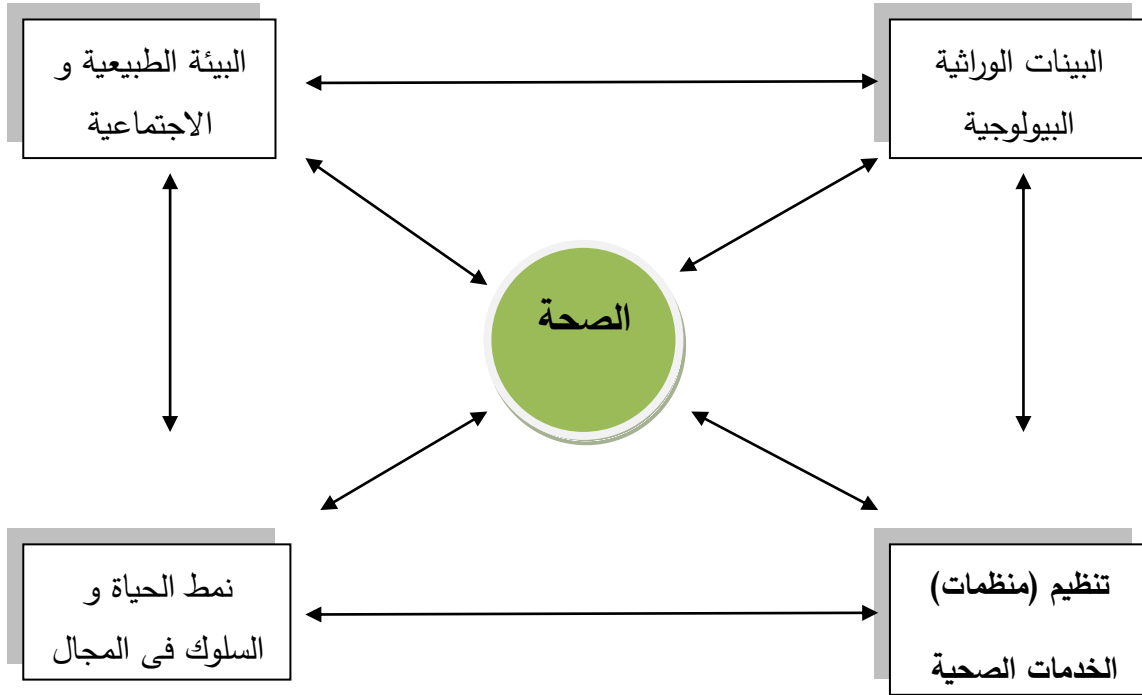 البينات الوراثية
البيولوجية
البيئة الطبيعية و
الاجتماعية
الصحة
تنظيم (منظمات)
الخدمات الصحية
نمط الحياة و
السلوك فى المجال